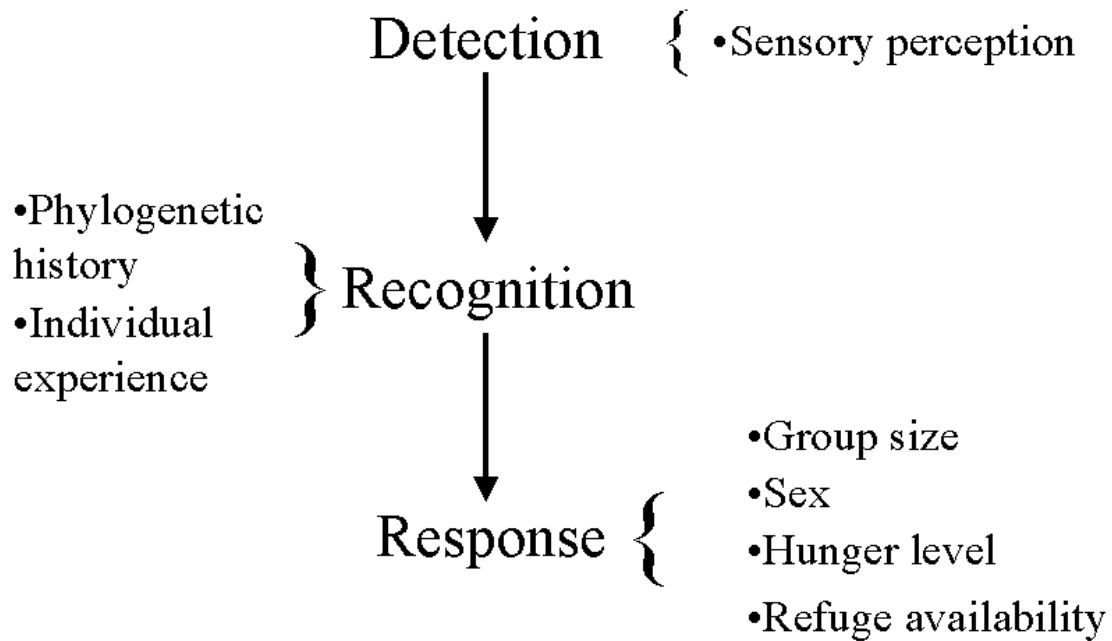 Detection
•Sensory perception
•Phylogenetic
history
•Individual
experience
Recognition
•Group size
•Sex
•Hunger level
•Refuge availability
Response